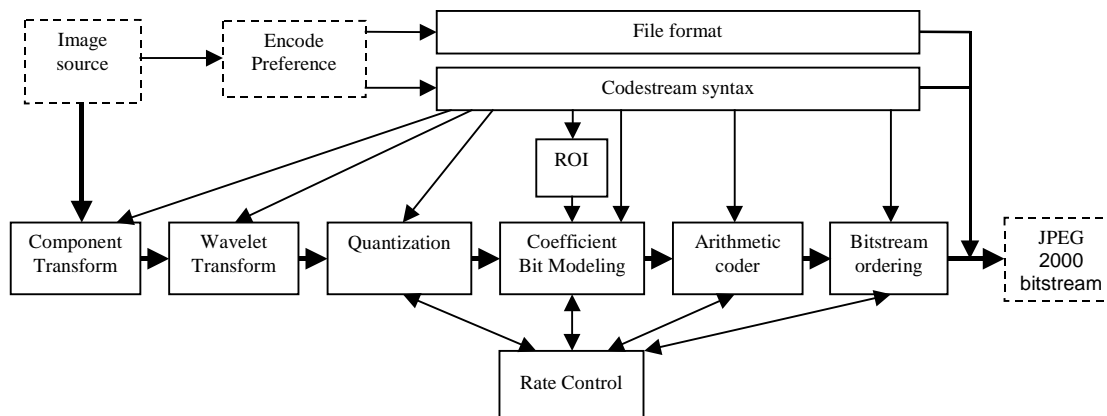 Image
source
Encode
Preference
File format
Codestream syntax
ROI
Component
Transform
Wavelet
Transform
Quantization
Coefficient
Bit Modeling
Arithmetic
coder
Bitstream
ordering
JPEG
2000
bitstream
Rate Control